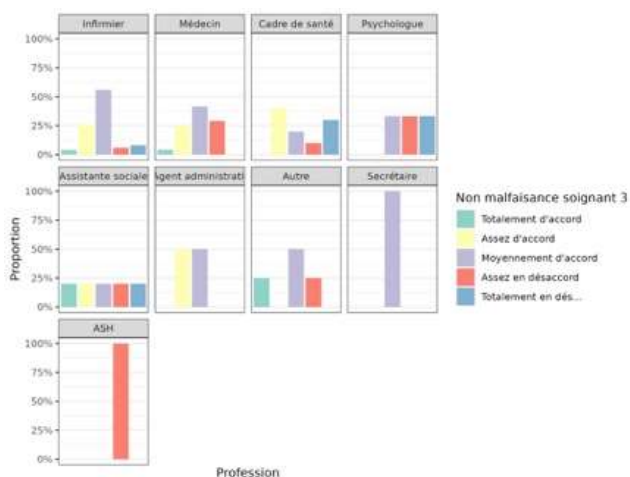 Infirmier
Médecin
Cadre de santé
Psychologue
100%
75%
50%
25%
0%
Assistante sociale
Agent administrati
Autre
Secrétaire
100%
75%
50%
25%
0%
ASH
100%
75%
50%
25%
0%
Proportion
Profession
Non malfaisance soignant 3
Totalement d'accord
Assez d'accord
Moyennement d'accord
Assez en désaccord
Totalement en dés...